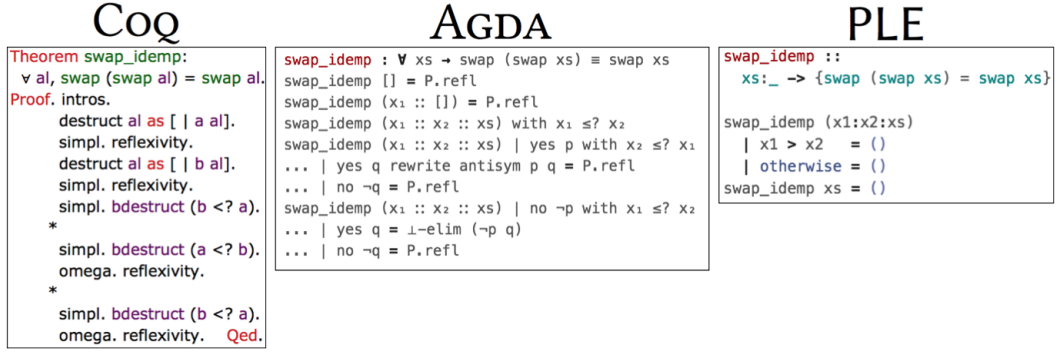 COQ
Theorem swap_idemp:
∀ al, swap (swap al) = swap al.
Proof. intros.
destruct al as [ | a al].
simpl. reflexivity.
destruct al as [ | b al].
simpl. reflexivity.
simpl. bdestruct (b <? a).
*
simpl. bdestruct (a <? b).
omega. reflexivity.
*
simpl. bdestruct (b <? a).
omega. reflexivity. Qed.
AGDA
swap_idemp : ∀ xs → swap (swap xs) ≡ swap xs
swap_idemp [] = P.refl
swap_idemp (x₁ :: []) = P.refl
swap_idemp (x₁ :: x₂ :: xs) with x₁ ≤? x₂
swap_idemp (x₁ :: x₂ :: xs) | yes p with x₂ ≤? x₁
... | yes q rewrite antisym p q = P.refl
... | no ¬q = P.refl
swap_idemp (x₁ :: x₂ :: xs) | no ¬p with x₁ ≤? x₂
... | yes q = ⊥-elim (¬p q)
... | no ¬q = P.refl
PLE
swap_idemp ::
xs:_ -> {swap (swap xs) = swap xs}
swap_idemp (x1:x2:xs)
| x1 > x2 = ()
| otherwise = ()
swap_idemp xs = ()